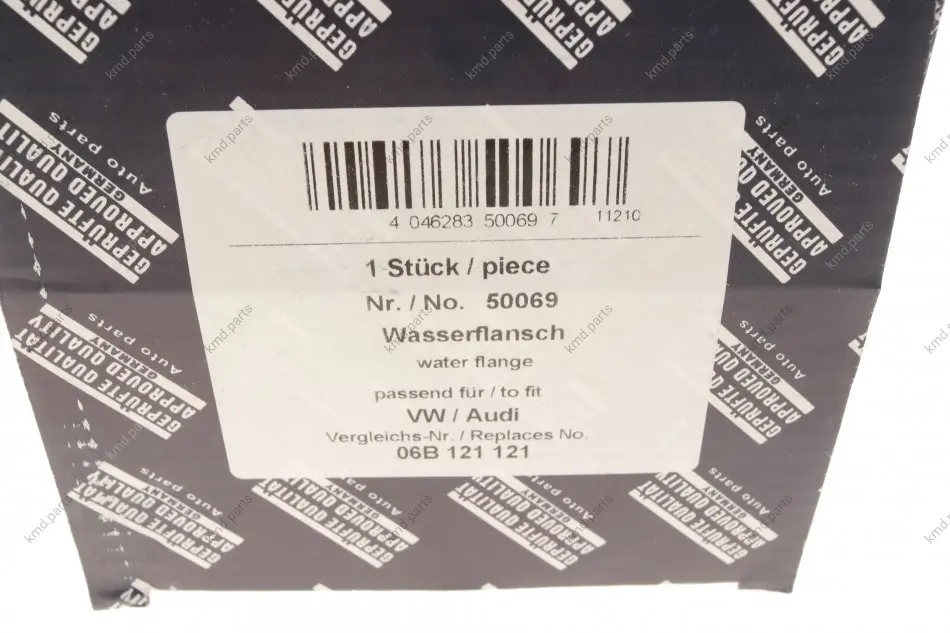 4 046283 50069 7 11210
1 Stück / piece
Nr. / No. 50069
Wasserflansch
water flange
passend für / to fit
VW / Audi
Vergleichs-Nr. / Replaces No.
06B 121 121
GEPRÜFTE QUALITÄT
APPROVED QUALITY
GERMANY
Auto parts
kmd.parts